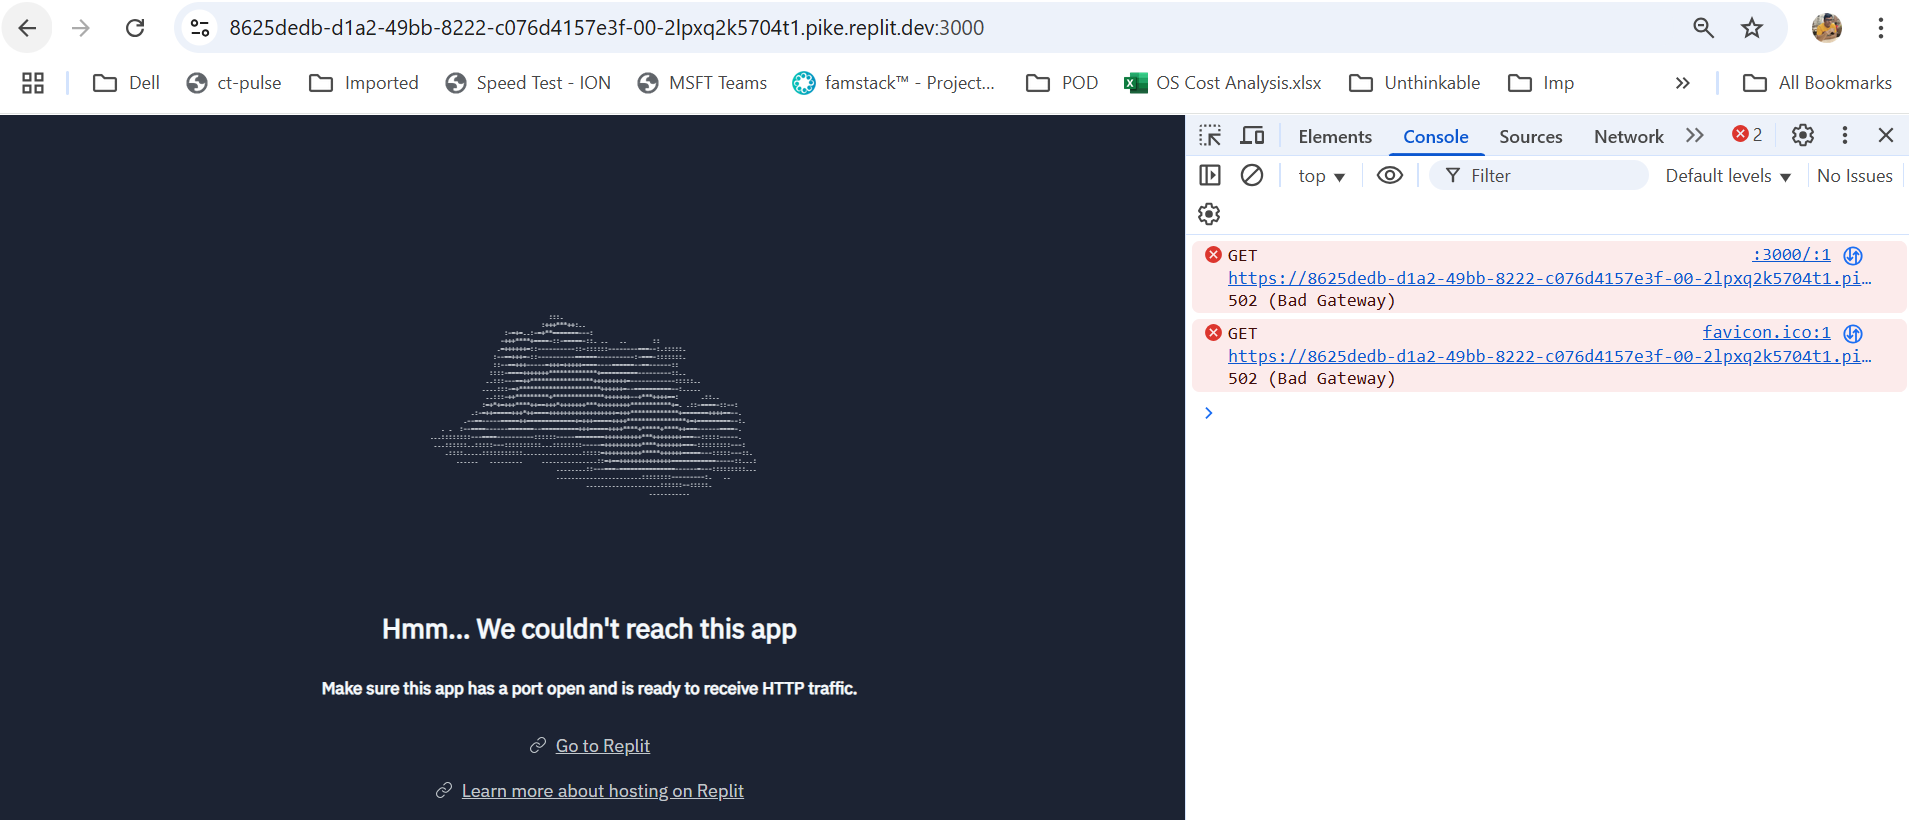 8625dedb-d1a2-49bb-8222-c076d4157e3f-00-2lpxq2k5704t1.pike.replit.dev:3000
Dell ct-pulse Imported Speed Test - ION MSFT Teams famstack™ - Project... POD OS Cost Analysis.xlsx Unthinkable Imp » All Bookmarks
Elements Console Sources Network » 2
top Filter Default levels No Issues
GET :3000/:1
https://8625dedb-d1a2-49bb-8222-c076d4157e3f-00-2lpxq2k5704t1.pi…
502 (Bad Gateway)
GET favicon.ico:1
https://8625dedb-d1a2-49bb-8222-c076d4157e3f-00-2lpxq2k5704t1.pi…
502 (Bad Gateway)
Hmm... We couldn't reach this app
Make sure this app has a port open and is ready to receive HTTP traffic.
Go to Replit
Learn more about hosting on Replit